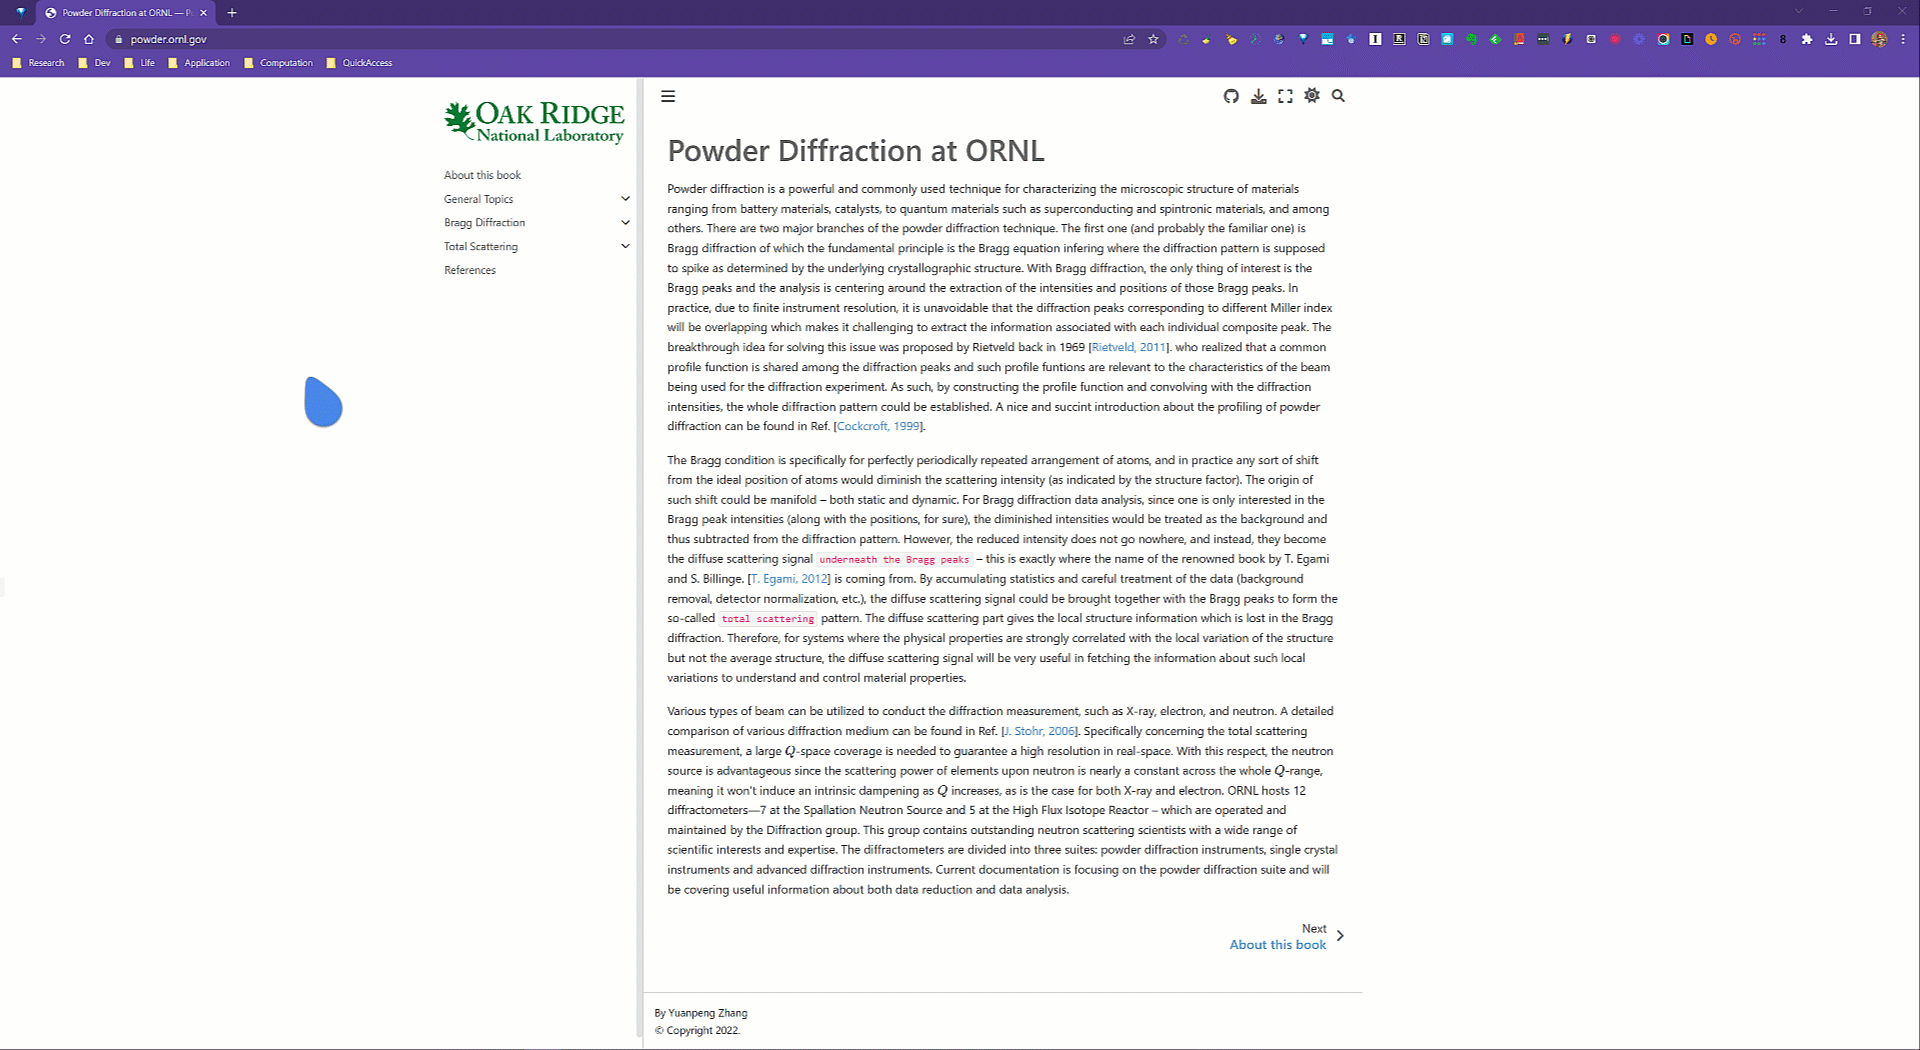 Powder Diffraction at ORNL — P
powder.ornl.gov
Research Dev Life Application Computation QuickAccess
OAK RIDGE
National Laboratory
About this book
General Topics
Bragg Diffraction
Total Scattering
References
Powder Diffraction at ORNL
Powder diffraction is a powerful and commonly used technique for characterizing the microscopic structure of materials
ranging from battery materials, catalysts, to quantum materials such as superconducting and spintronic materials, and among
others. There are two major branches of the powder diffraction technique. The first one (and probably the familiar one) is
Bragg diffraction of which the fundamental principle is the Bragg equation infering where the diffraction pattern is supposed
to spike as determined by the underlying crystallographic structure. With Bragg diffraction, the only thing of interest is the
Bragg peaks and the analysis is centering around the extraction of the intensities and positions of those Bragg peaks. In
practice, due to finite instrument resolution, it is unavoidable that the diffraction peaks corresponding to different Miller index
will be overlapping which makes it challenging to extract the information associated with each individual composite peak. The
breakthrough idea for solving this issue was proposed by Rietveld back in 1969 [Rietveld, 2011]. who realized that a common
profile function is shared among the diffraction peaks and such profile funtions are relevant to the characteristics of the beam
being used for the diffraction experiment. As such, by constructing the profile function and convolving with the diffraction
intensities, the whole diffraction pattern could be established. A nice and succint introduction about the profiling of powder
diffraction can be found in Ref. [Cockcroft, 1999].
The Bragg condition is specifically for perfectly periodically repeated arrangement of atoms, and in practice any sort of shift
from the ideal position of atoms would diminish the scattering intensity (as indicated by the structure factor). The origin of
such shift could be manifold – both static and dynamic. For Bragg diffraction data analysis, since one is only interested in the
Bragg peak intensities (along with the positions, for sure), the diminished intensities would be treated as the background and
thus subtracted from the diffraction pattern. However, the reduced intensity does not go nowhere, and instead, they become
the diffuse scattering signal underneath the Bragg peaks – this is exactly where the name of the renowned book by T. Egami
and S. Billinge. [T. Egami, 2012] is coming from. By accumulating statistics and careful treatment of the data (background
removal, detector normalization, etc.), the diffuse scattering signal could be brought together with the Bragg peaks to form the
so-called total scattering pattern. The diffuse scattering part gives the local structure information which is lost in the Bragg
diffraction. Therefore, for systems where the physical properties are strongly correlated with the local variation of the structure
but not the average structure, the diffuse scattering signal will be very useful in fetching the information about such local
variations to understand and control material properties.
Various types of beam can be utilized to conduct the diffraction measurement, such as X-ray, electron, and neutron. A detailed
comparison of various diffraction medium can be found in Ref. [J. Stohr, 2006]. Specifically concerning the total scattering
measurement, a large Q-space coverage is needed to guarantee a high resolution in real-space. With this respect, the neutron
source is advantageous since the scattering power of elements upon neutron is nearly a constant across the whole Q-range,
meaning it won't induce an intrinsic dampening as Q increases, as is the case for both X-ray and electron. ORNL hosts 12
diffractometers—7 at the Spallation Neutron Source and 5 at the High Flux Isotope Reactor – which are operated and
maintained by the Diffraction group. This group contains outstanding neutron scattering scientists with a wide range of
scientific interests and expertise. The diffractometers are divided into three suites: powder diffraction instruments, single crystal
instruments and advanced diffraction instruments. Current documentation is focusing on the powder diffraction suite and will
be covering useful information about both data reduction and data analysis.
Next
About this book
By Yuanpeng Zhang
© Copyright 2022.